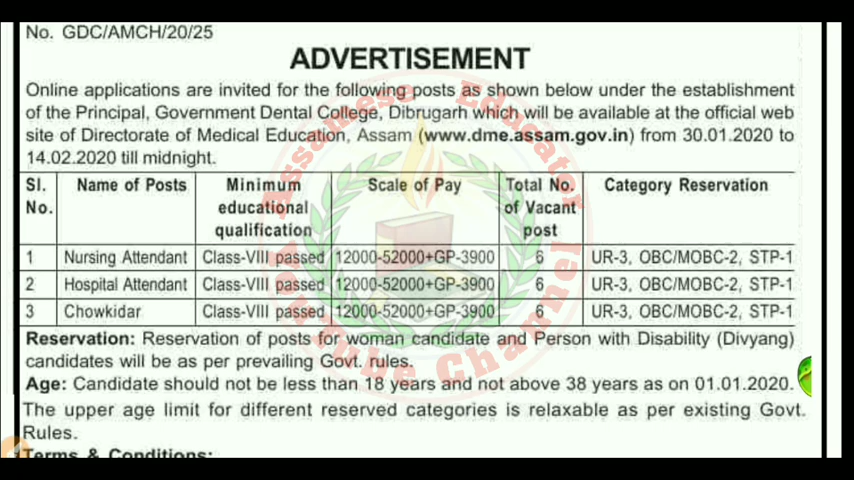 No. GDC/AMCH/20/25
ADVERTISEMENT
Online applications are invited for the following posts as shown below under the establishment
of the Principal, Government Dental College, Dibrugarh which will be available at the official web
site of Directorate of Medical Education, Assam (www.dme.assam.gov.in) from 30.01.2020 to
14.02.2020 till midnight.
Sl. No. Name of Posts Minimum educational qualification Scale of Pay Total No. of Vacant post Category Reservation
1 Nursing Attendant Class-VIII passed 12000-52000+GP-3900 6 UR-3, OBC/MOBC-2, STP-1
2 Hospital Attendant Class-VIII passed 12000-52000+GP-3900 6 UR-3, OBC/MOBC-2, STP-1
3 Chowkidar Class-VIII passed 12000-52000+GP-3900 6 UR-3, OBC/MOBC-2, STP-1
Reservation: Reservation of posts for woman candidate and Person with Disability (Divyang)
candidates will be as per prevailing Govt. rules.
Age: Candidate should not be less than 18 years and not above 38 years as on 01.01.2020.
The upper age limit for different reserved categories is relaxable as per existing Govt.
Rules.
Terms & Conditions:
Assamese Educator
YouTube Channel